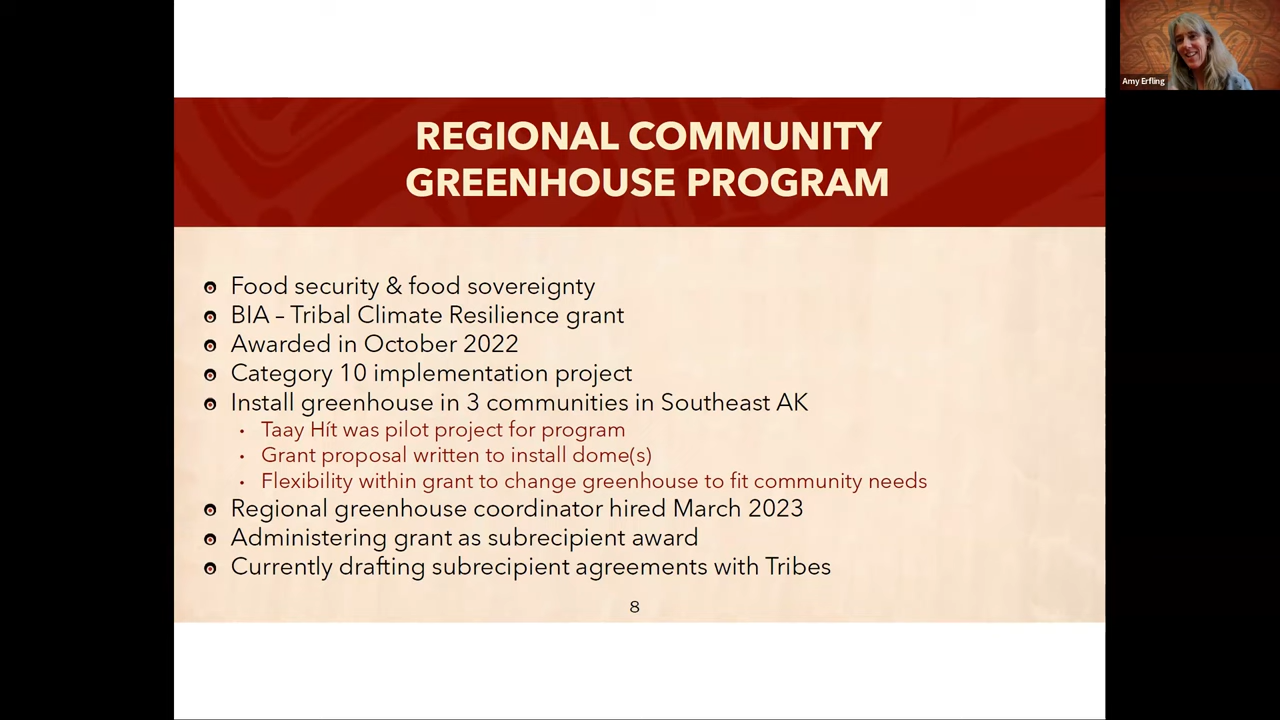 REGIONAL COMMUNITY
GREENHOUSE PROGRAM
Food security & food sovereignty
BIA – Tribal Climate Resilience grant
Awarded in October 2022
Category 10 implementation project
Install greenhouse in 3 communities in Southeast AK
Taay Hít was pilot project for program
Grant proposal written to install dome(s)
Flexibility within grant to change greenhouse to fit community needs
Regional greenhouse coordinator hired March 2023
Administering grant as subrecipient award
Currently drafting subrecipient agreements with Tribes
8
Amy Erfling